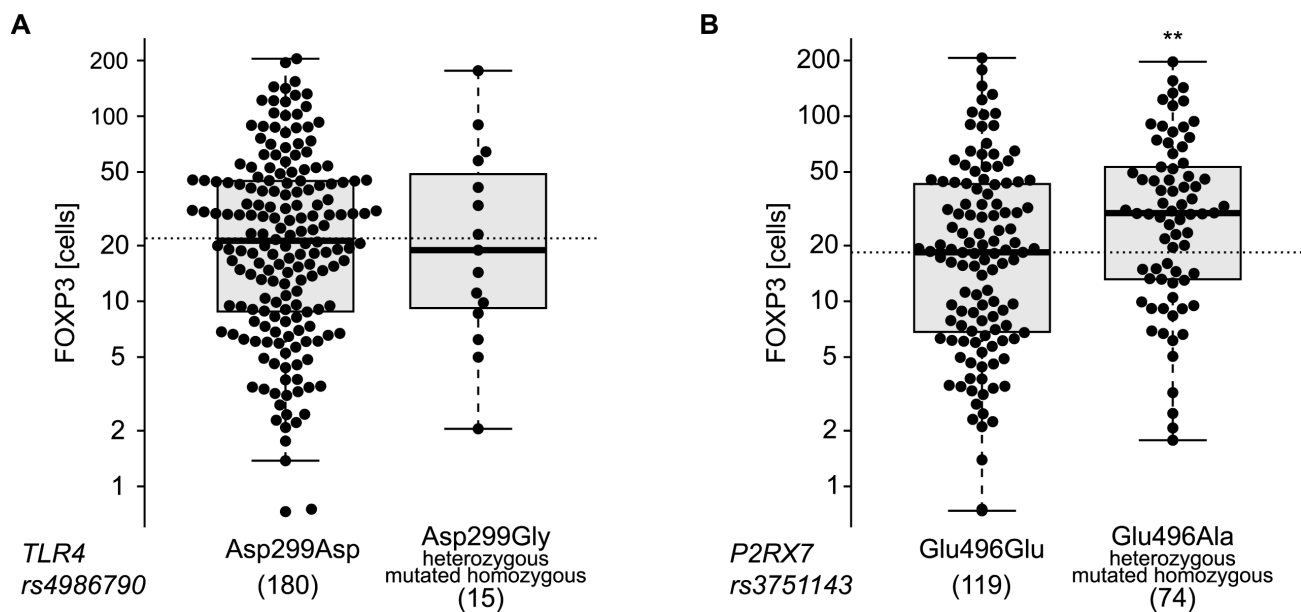 A
FOXP3 [cells]
200
100
50
20
10
5
2
1
TLR4
rs4986790
Asp299Asp
(180)
Asp299Gly
heterozygous
mutated homozygous
(15)
B
**
FOXP3 [cells]
200
100
50
20
10
5
2
1
P2RX7
rs3751143
Glu496Glu
(119)
Glu496Ala
heterozygous
mutated homozygous
(74)